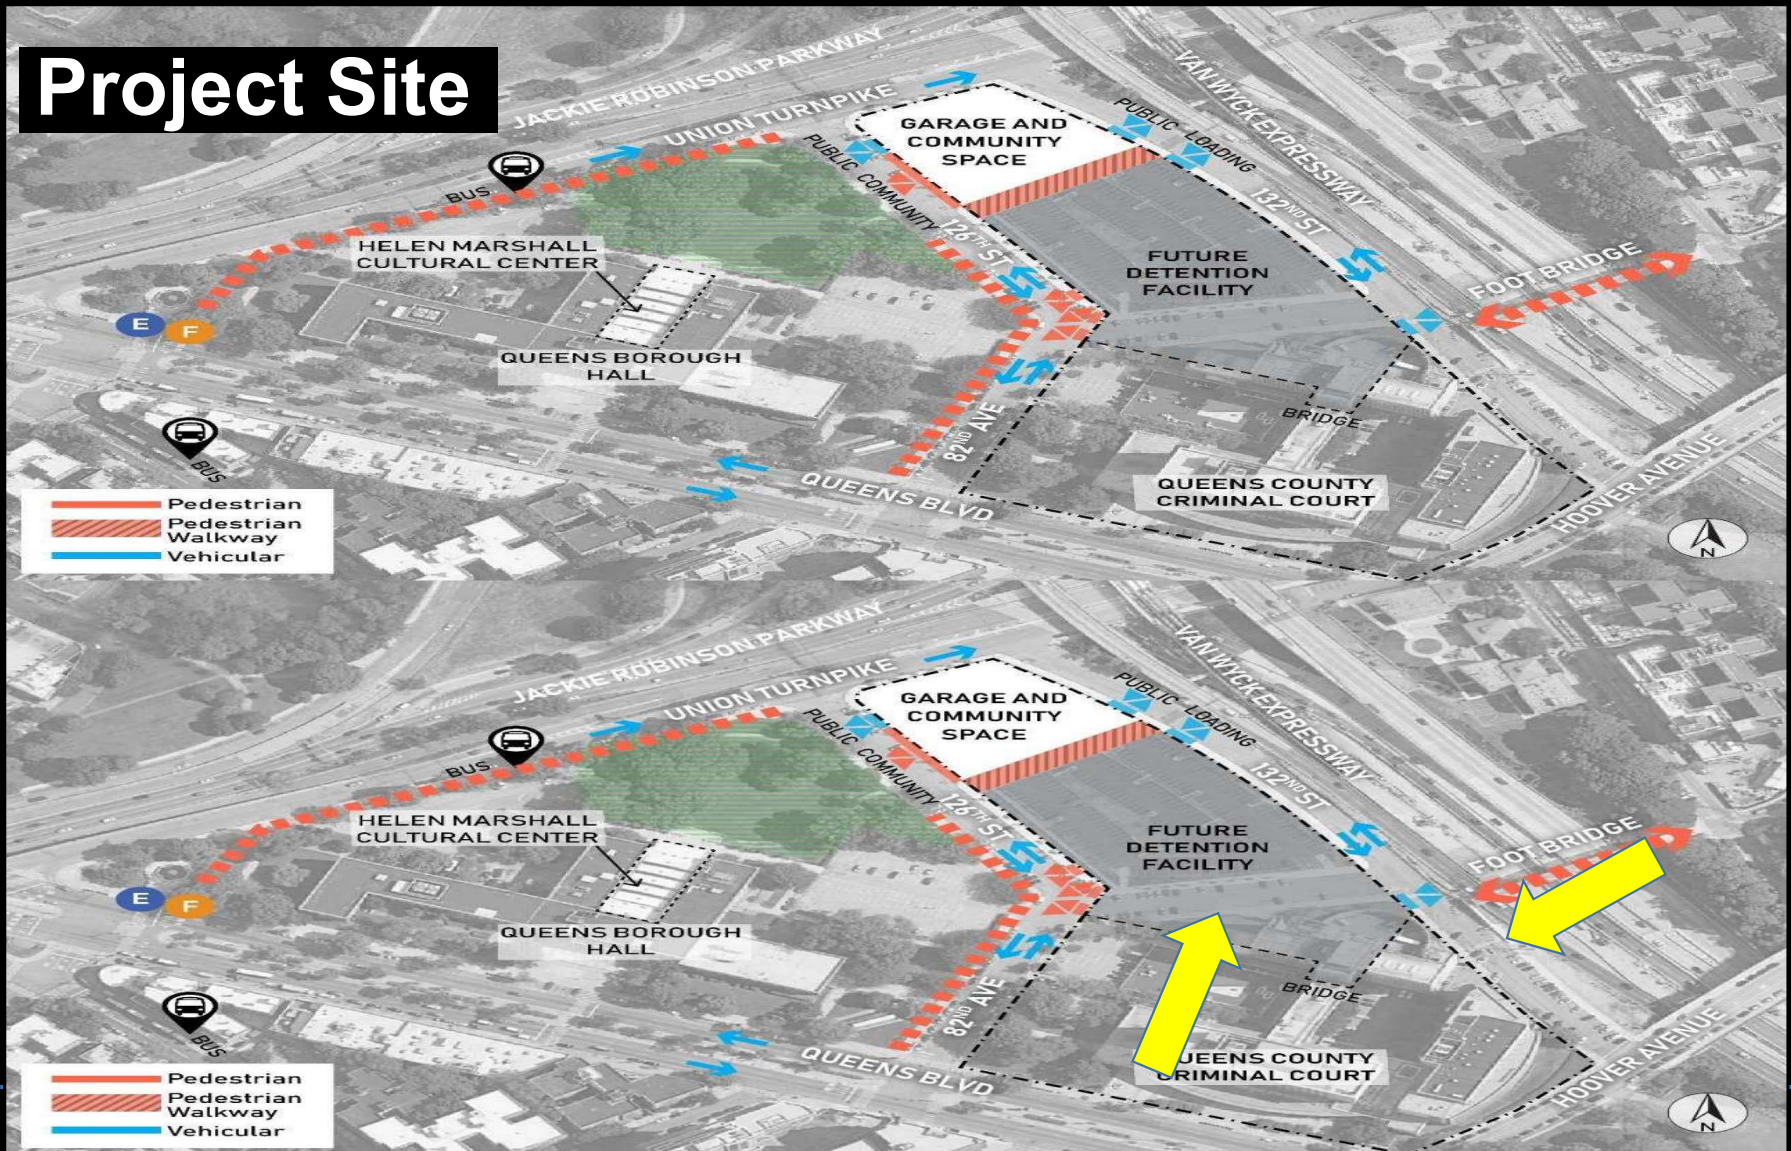 Project Site
JACKIE ROBINSON PARKWAY
UNION TURNPIKE
VAN WYCK EXPRESSWAY
GARAGE AND
COMMUNITY
SPACE
PUBLIC
LOADING
PUBLIC
COMMUNITY
BUS
132ND ST
126TH ST
HELEN MARSHALL
CULTURAL CENTER
FUTURE
DETENTION
FACILITY
FOOT BRIDGE
E
F
QUEENS BOROUGH
HALL
BRIDGE
82ND AVE
BUS
QUEENS BLVD
QUEENS COUNTY
CRIMINAL COURT
HOOVER AVENUE
Pedestrian
Pedestrian
Walkway
Vehicular
N
JACKIE ROBINSON PARKWAY
UNION TURNPIKE
VAN WYCK EXPRESSWAY
GARAGE AND
COMMUNITY
SPACE
PUBLIC
LOADING
PUBLIC
COMMUNITY
BUS
132ND ST
126TH ST
HELEN MARSHALL
CULTURAL CENTER
FUTURE
DETENTION
FACILITY
FOOT BRIDGE
E
F
QUEENS BOROUGH
HALL
BRIDGE
82ND AVE
BUS
QUEENS BLVD
UEENS COUNTY
CRIMINAL COURT
HOOVER AVENUE
Pedestrian
Pedestrian
Walkway
Vehicular
N